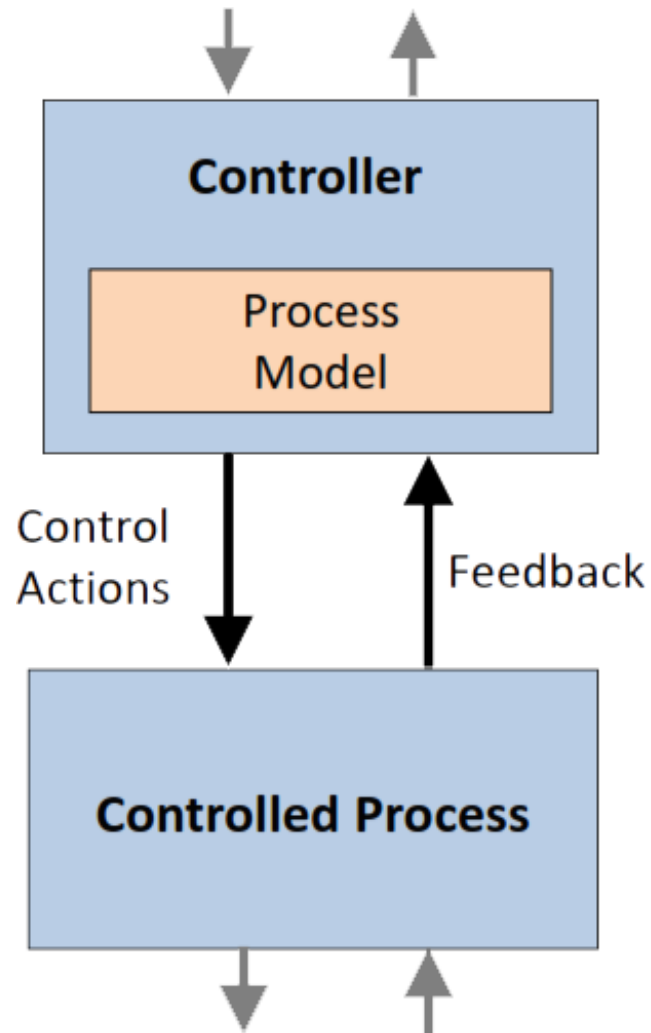 Controller
Process
Model
Control
Actions
Feedback
Controlled Process